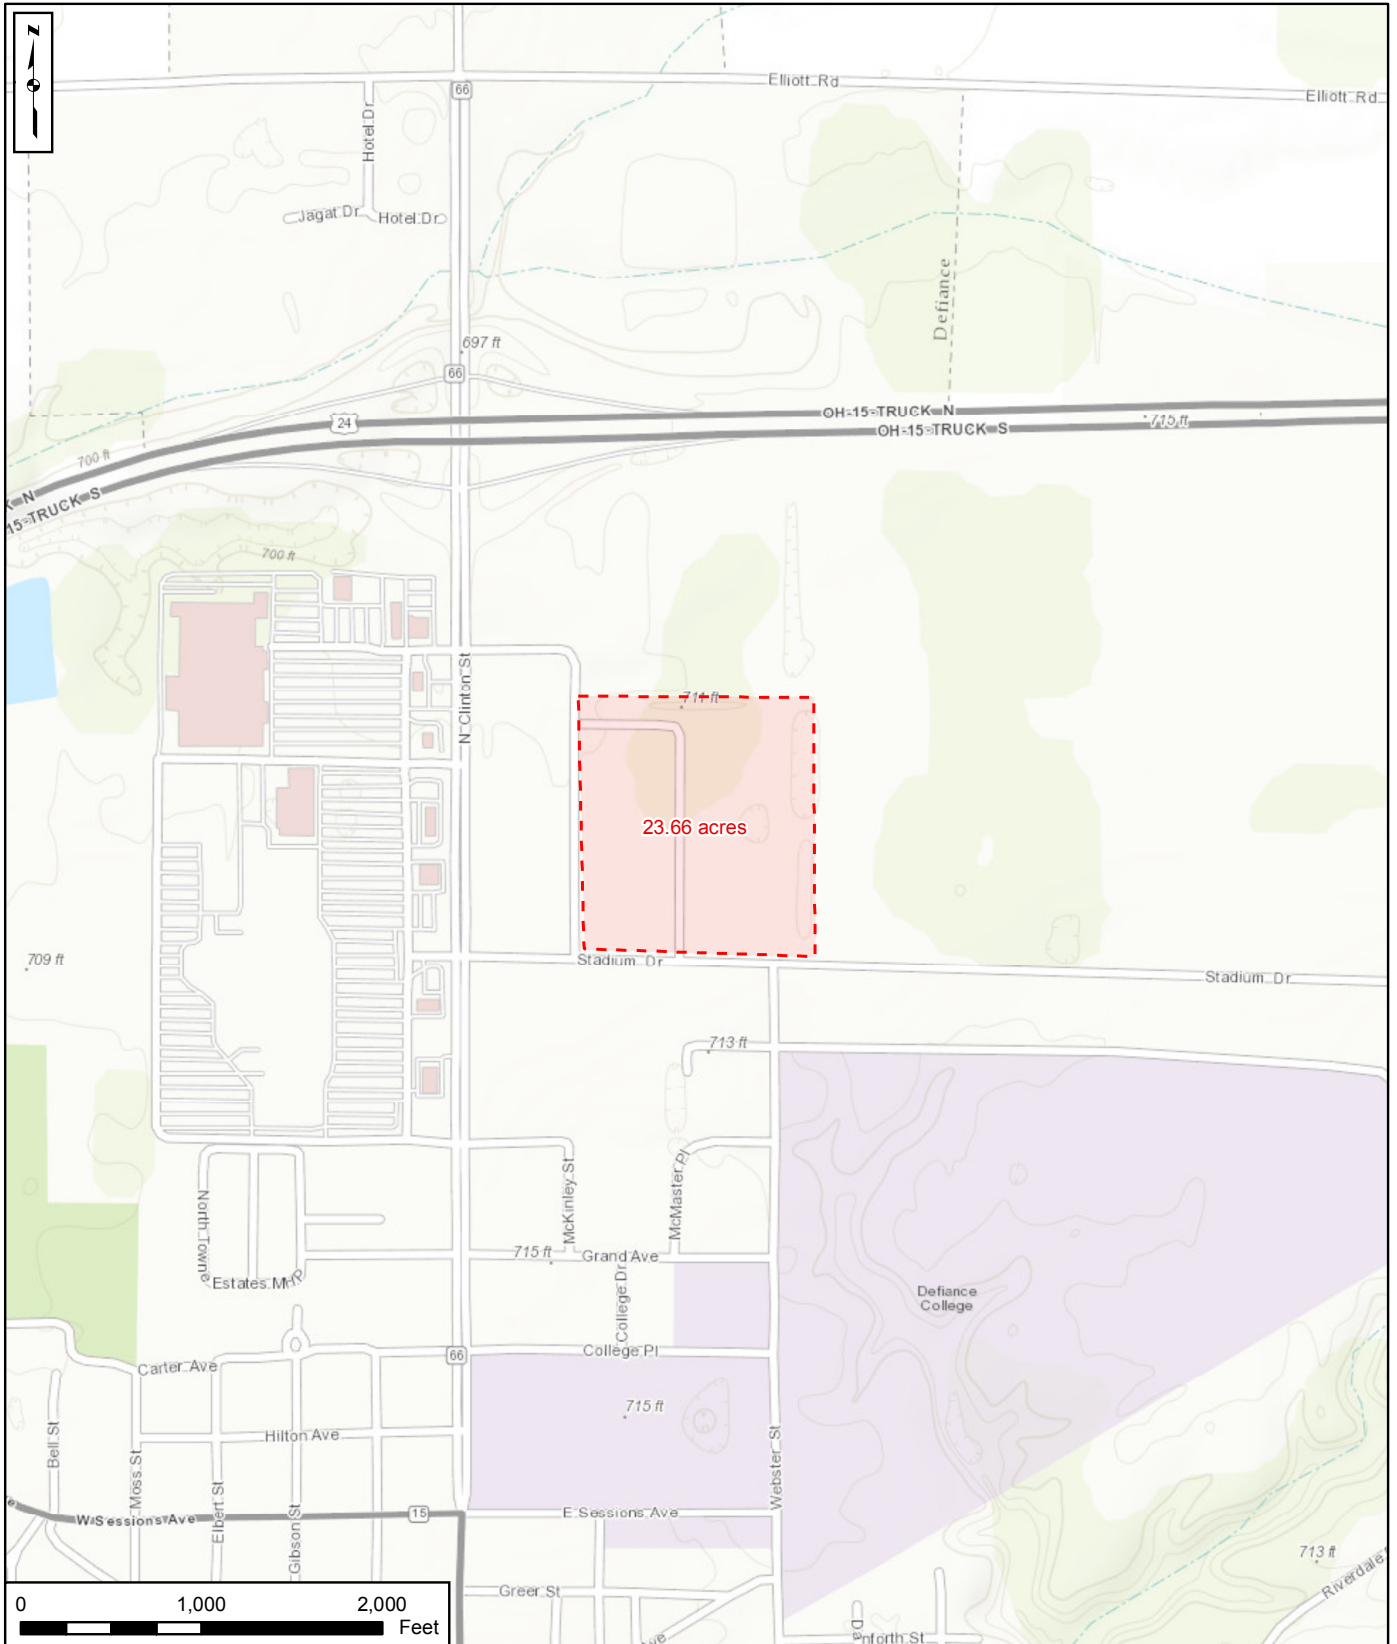 N
Elliott Rd
Elliott Rd
66
Hotel Dr
Jagat Dr
Hotel Dr
Defiance
697 ft
66
OH-15-TRUCK N
24
OH-15-TRUCK S
715 ft
700 ft
K N
15-TRUCK S
700 ft
N Clinton St
711 ft
23.66 acres
709 ft
Stadium Dr
Stadium Dr
713 ft
McKinley St
McMaster Pl
North Towne
Estates MHP
715 ft
Grand Ave
College Dr
Defiance
College
66
College Pl
Carter Ave
715 ft
Hilton Ave
Bell St
Moss St
Elbert St
Gibson St
Webster St
15
W Sessions Ave
E Sessions Ave
713 ft
Riverdale
Greer St
Da
nforth St
ve
0
1,000
2,000
Feet